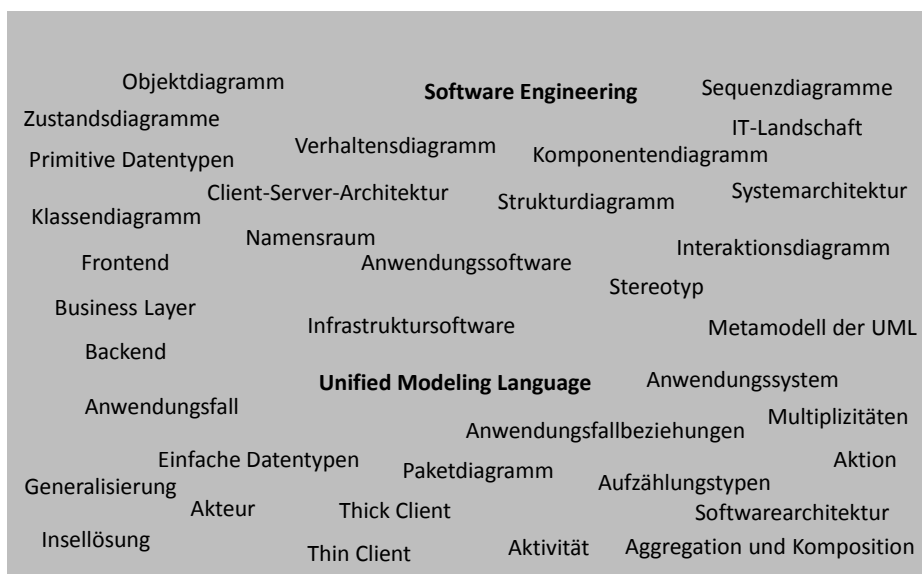 Objektdiagramm
Software Engineering
Sequenzdiagramme
Zustandsdiagramme
IT-Landschaft
Verhaltensdiagramm
Komponentendiagramm
Primitive Datentypen
Client-Server-Architektur
Systemarchitektur
Strukturdiagramm
Klassendiagramm
Namensraum
Interaktionsdiagramm
Frontend
Anwendungssoftware
Stereotyp
Business Layer
Infrastruktursoftware
Metamodell der UML
Backend
Unified Modeling Language
Anwendungssystem
Anwendungsfall
Multiplizitäten
Anwendungsfallbeziehungen
Einfache Datentypen
Aktion
Paketdiagramm
Aufzählungstypen
Generalisierung
Akteur
Thick Client
Softwarearchitektur
Insellösung
Thin Client
Aktivität
Aggregation und Komposition